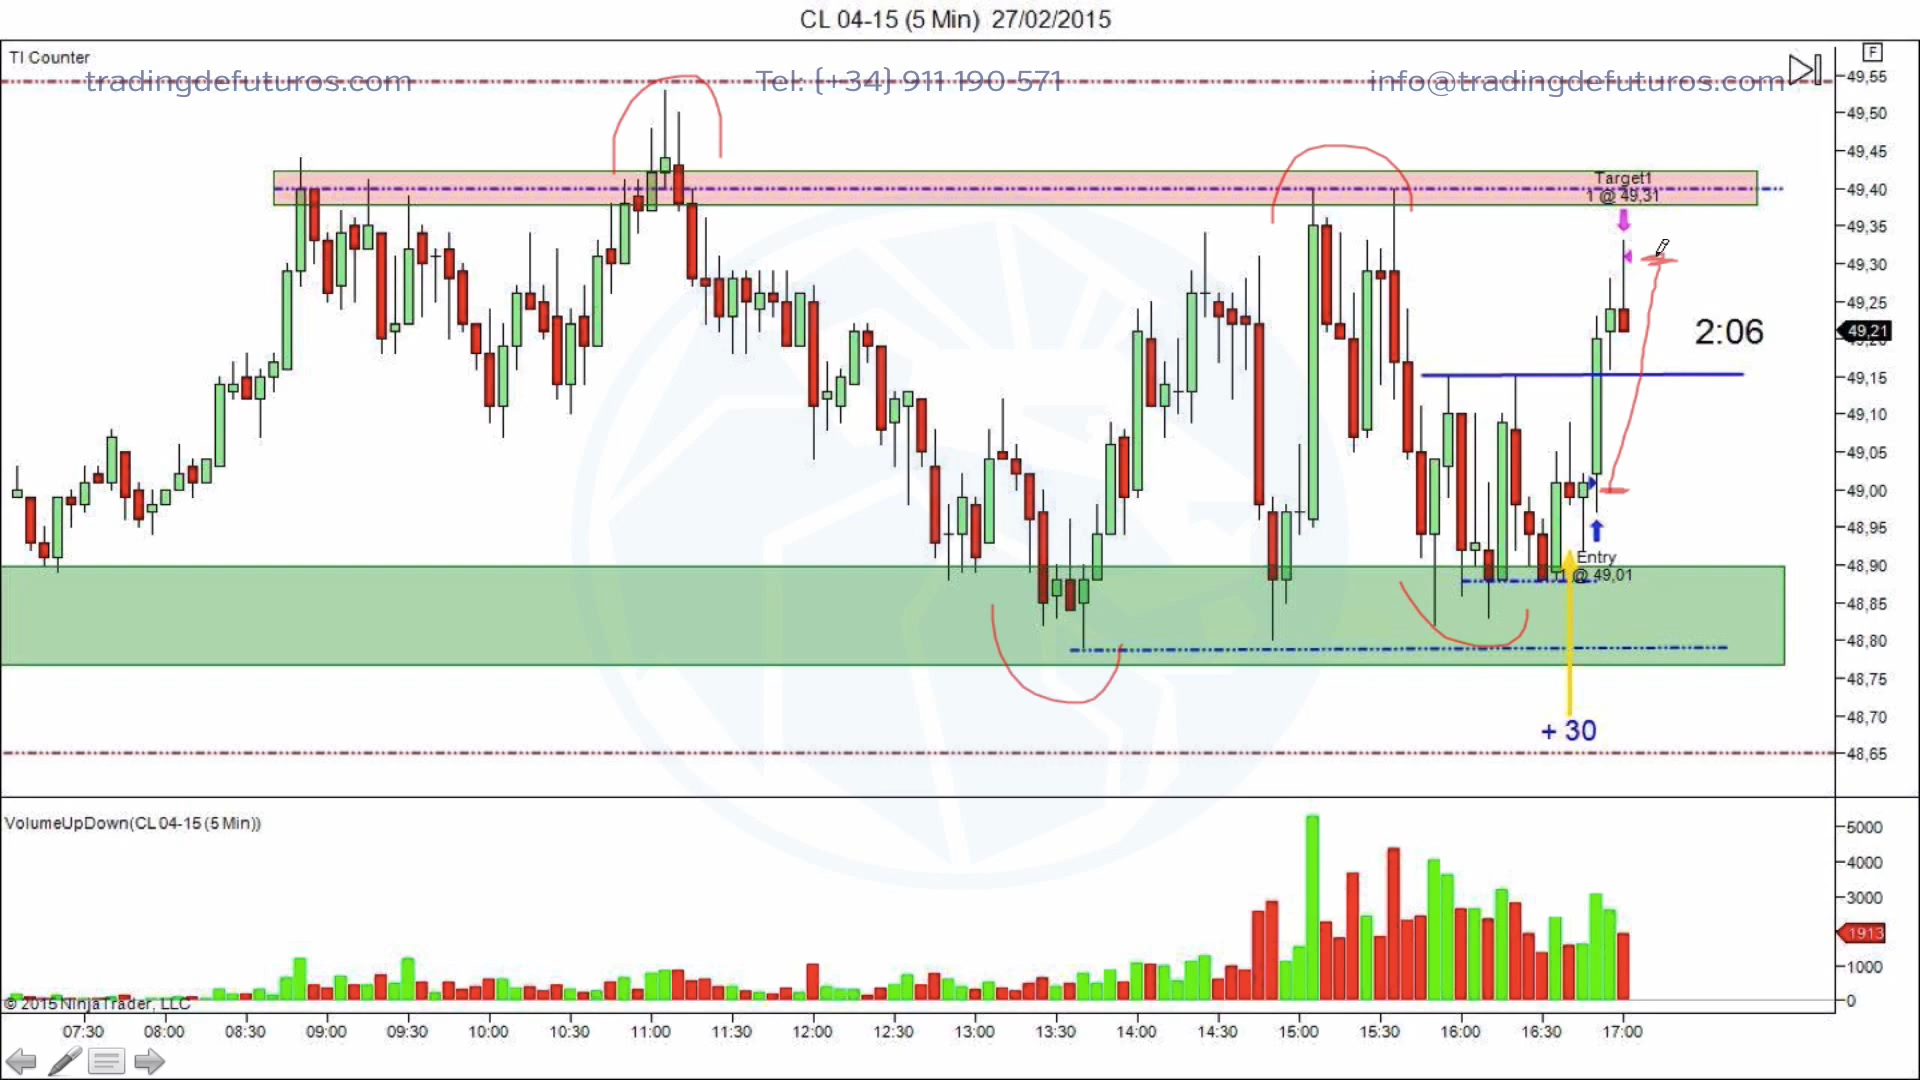 CL 04-15 (5 Min)  27/02/2015
TI Counter
F
tradingdefuturos.com
Tel: (+34) 911 190 571
info@tradingdefuturos.com
49,55
49,50
49,45
Target1
1 @ 49,31
49,40
49,35
49,30
49,25
2:06
49,21
49,20
49,15
49,10
49,05
49,00
48,95
Entry
1 @ 49,01
48,90
48,85
48,80
48,75
48,70
+ 30
48,65
VolumeUpDown(CL 04-15 (5 Min))
5000
4000
3000
1913
1000
0
© 2015 NinjaTrader, LLC
07:30 08:00 08:30 09:00 09:30 10:00 10:30 11:00 11:30 12:00 12:30 13:00 13:30 14:00 14:30 15:00 15:30 16:00 16:30 17:00